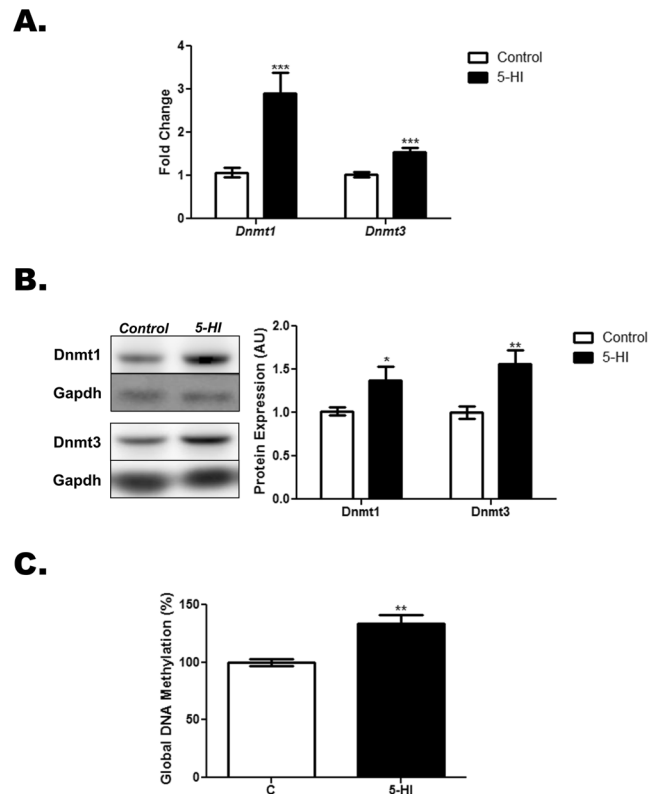 A.
4
3
2
1
0
Fold Change
***
***
Dnmt1
Dnmt3
Control
5-HI
B.
Control 5-HI
Dnmt1
Gapdh
Dnmt3
Gapdh
Protein Expression (AU)
2.0
1.5
1.0
0.5
0.0
*
**
Dnmt1
Dnmt3
Control
5-HI
C.
Global DNA Methylation (%)
150
100
50
0
**
C
5-HI